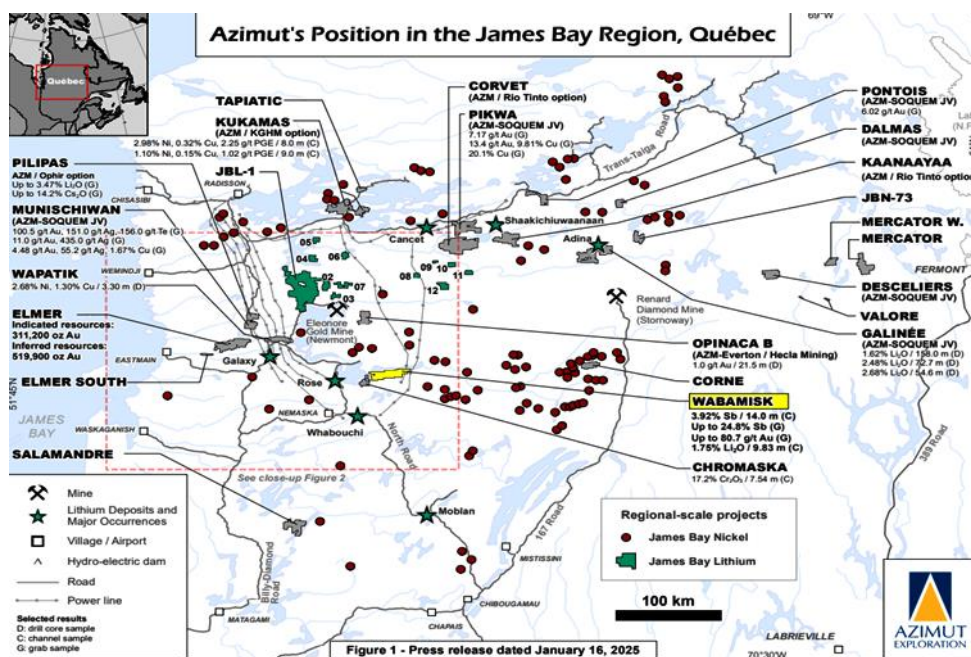 Azimut's Position in the James Bay Region, Québec
Québec
69°W
TAPIATIC
KUKAMAS
(AZM / KGHM option)
2.98% Ni, 0.32% Cu, 2.25 g/t PGE / 8.0 m (C)
1.10% Ni, 0.15% Cu, 1.02 g/t PGE / 9.0 m (C)
JBL-1
CORVET
(AZM / Rio Tinto option)
PIKWA
(AZM-SOQUEM JV)
7.17 g/t Au (G)
13.4 g/t Au, 9.81% Cu (G)
20.1% Cu (G)
Trans-Taiga
Road
PONTOIS
(AZM-SOQUEM JV)
6.02 g/t Au (G)
DALMAS
(AZM-SOQUEM JV)
KAANAAYAA
(AZM / Rio Tinto option)
JBN-73
MERCATOR W.
MERCATOR
FERMONT
DESCELIERS
(AZM-SOQUEM JV)
VALORE
GALINÉE
(AZM-SOQUEM JV)
1.62% Li₂O / 158.0 m (D)
2.48% Li₂O / 72.7 m (D)
2.68% Li₂O / 54.6 m (D)
PILIPAS
AZM / Ophir option
Up to 3.47% Li₂O (G)
Up to 14.2% Cs₂O (G)
MUNISCHIWAN
(AZM-SOQUEM JV)
100.5 g/t Au, 151.0 g/t Ag, 156.0 g/t Te (G)
11.0 g/t Au, 435.0 g/t Ag (G)
4.48 g/t Au, 55.2 g/t Ag, 1.67% Cu (G)
WAPATIK
2.68% Ni, 1.30% Cu / 3.30 m (D)
ELMER
Indicated resources:
311,200 oz Au
Inferred resources:
519,900 oz Au
ELMER SOUTH
SALAMANDRE
RADISSON
CHISASIBI
WEMINDJI
EASTMAIN
51°45'N
JAMES
BAY
WASKAGANISH
NEMASKA
Cancet
Shaakichiuwaanaan
Adina
05
04
06
02
07
03
08
09
10
11
12
Eleonore
Gold Mine
(Newmont)
Renard
Diamond Mine
(Stornoway)
Galaxy
Rose
Whabouchi
North Road
OPINACA B
(AZM-Everton / Hecla Mining)
1.0 g/t Au / 21.5 m (D)
CORNE
WABAMISK
3.92% Sb / 14.0 m (C)
Up to 24.8% Sb (G)
Up to 80.7 g/t Au (G)
1.75% Li₂O / 9.83 m (C)
CHROMASKA
17.2% Cr₂O₃ / 7.54 m (C)
389 Road
See close-up Figure 2
Moblan
167 Road
MISTISSINI
CHIBOUGAMAU
CHAPAIS
MATAGAMI
Billy-Diamond
Road
Mine
Lithium Deposits and
Major Occurrences
Village / Airport
Hydro-electric dam
Road
Power line
Selected results
D: drill core sample
C: channel sample
G: grab sample
Regional-scale projects
James Bay Nickel
James Bay Lithium
100 km
LABRIEVILLE
70°30'W
AZIMUT
EXPLORATION
Figure 1 - Press release dated January 16, 2025